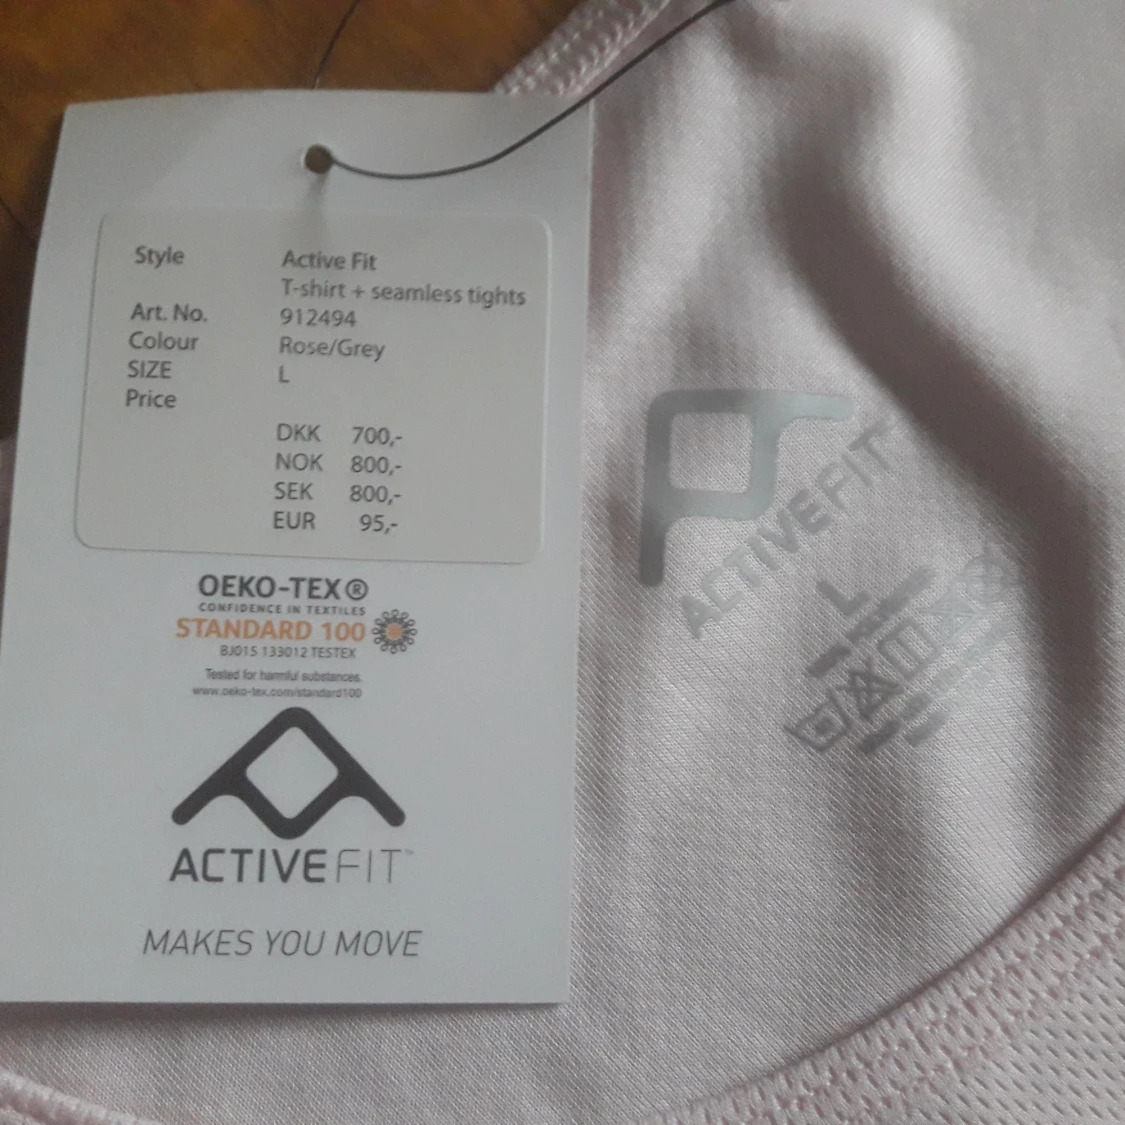 Style Active Fit
T-shirt + seamless tights
Art. No. 912494
Colour Rose/Grey
SIZE L
Price
DKK 700,-
NOK 800,-
SEK 800,-
EUR 95,-
OEKO-TEX®
CONFIDENCE IN TEXTILES
STANDARD 100
BJ015 133012 TESTEX
Tested for harmful substances.
www.oeko-tex.com/standard100
ACTIVEFIT™
MAKES YOU MOVE
ACTIVEFIT
L